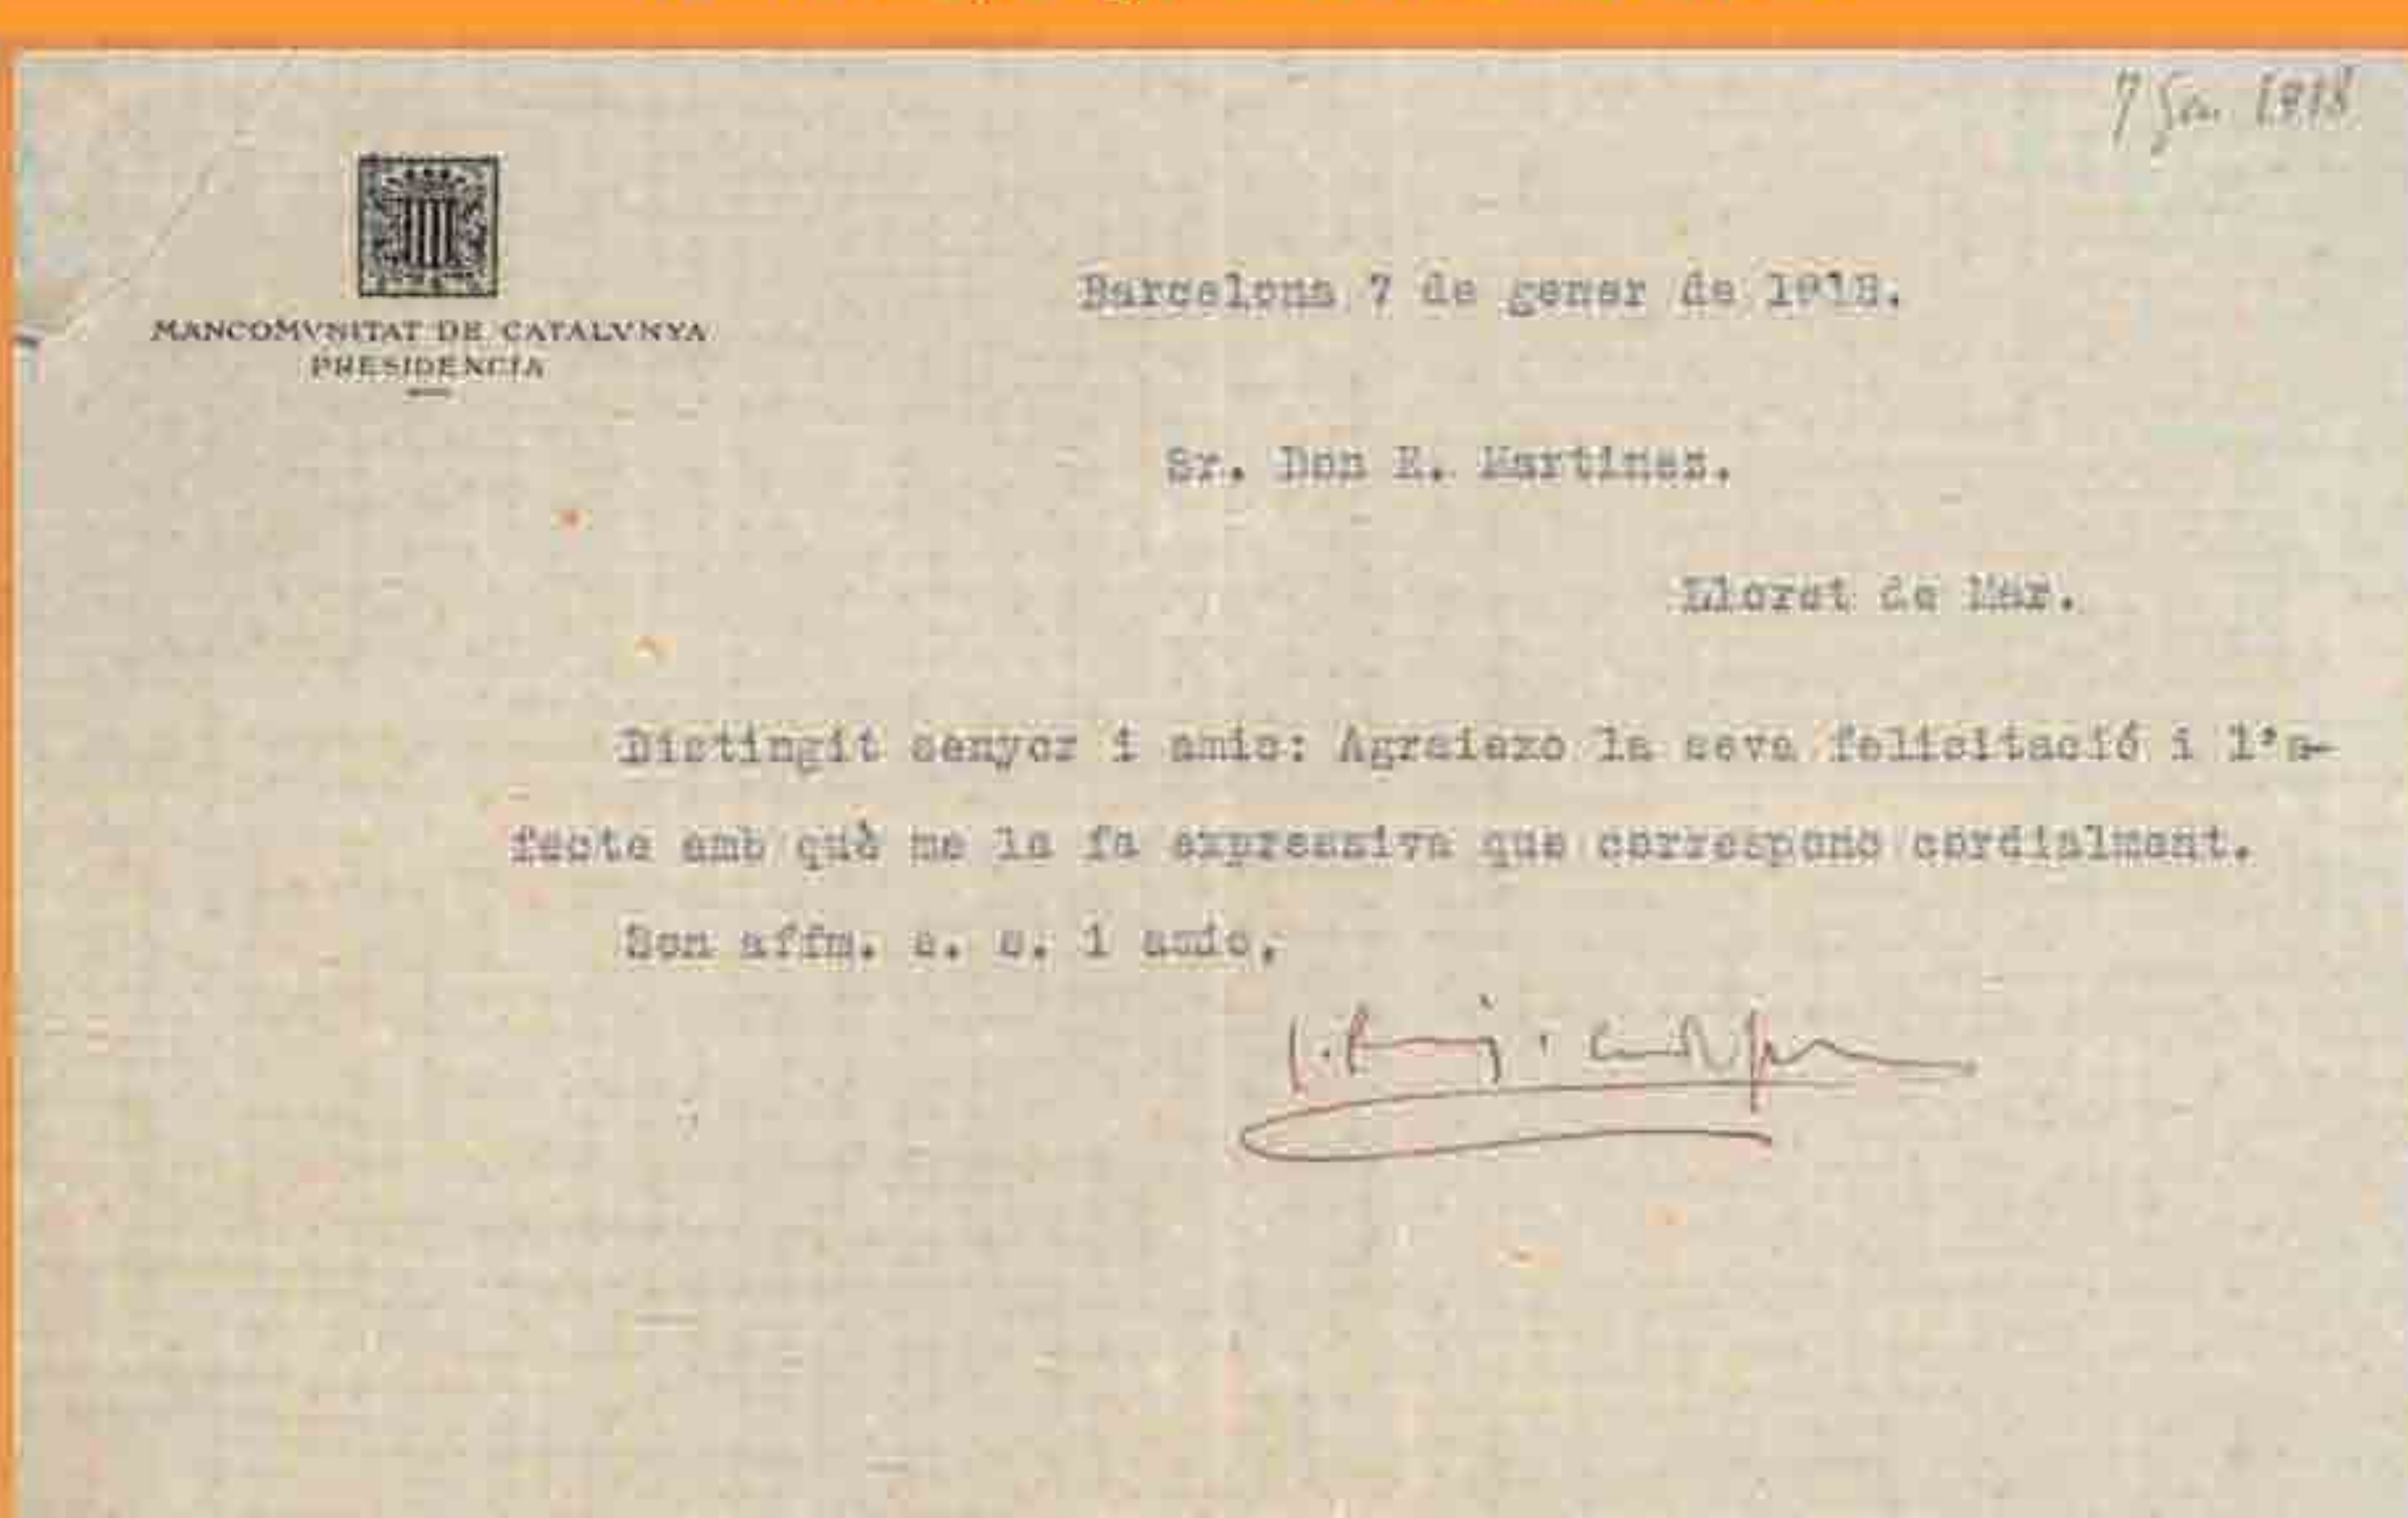 7 Gen. 1918
MANCOMVNITAT DE CATALVNYA
PRESIDENCIA
Barcelona 7 de gener de 1918.
Sr. Don E. Martinez.
Lloret de Mar.
Distingit senyor i amic: Agraiexo la seva felicitació i l'a-
fecte amb què me la fa expressiva que correspono cordialment.
Son affm. s. s. i amic,